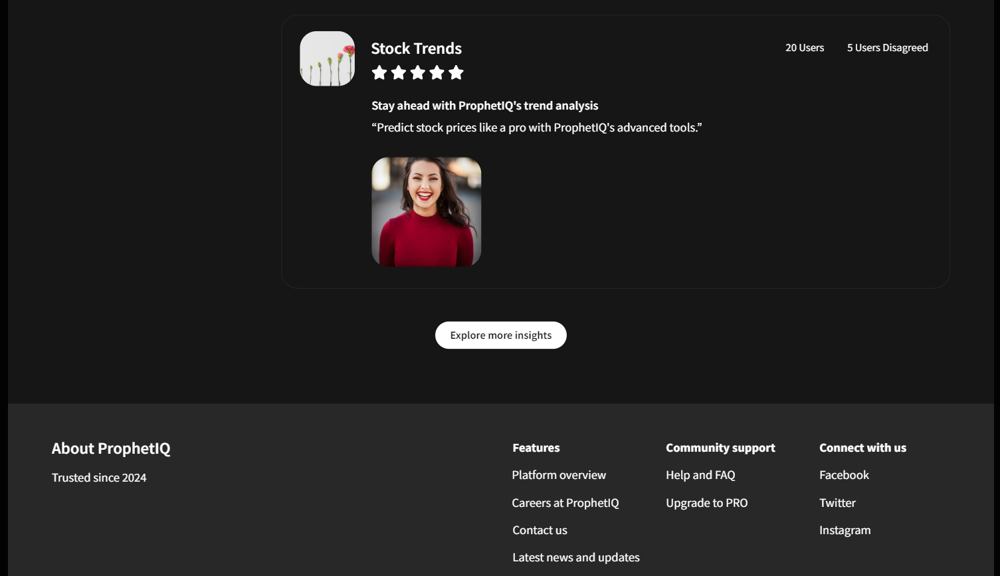 Stock Trends
20 Users
5 Users Disagreed
Stay ahead with ProphetIQ's trend analysis
“Predict stock prices like a pro with ProphetIQ's advanced tools.”
Explore more insights
About ProphetIQ
Trusted since 2024
Features
Platform overview
Careers at ProphetIQ
Contact us
Latest news and updates
Community support
Help and FAQ
Upgrade to PRO
Connect with us
Facebook
Twitter
Instagram